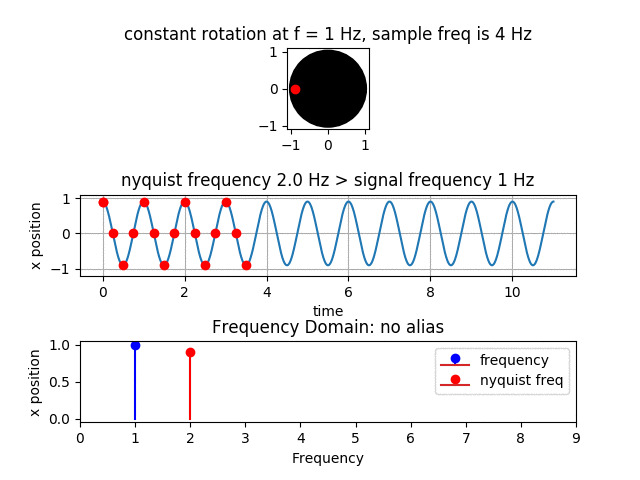 constant rotation at f = 1 Hz, sample freq is 4 Hz
1
0
−1
−1 0 1
nyquist frequency 2.0 Hz > signal frequency 1 Hz
1
0
−1
x position
0 2 4 6 8 10
time
Frequency Domain: no alias
1.0
0.5
0.0
x position
frequency
nyquist freq
0 1 2 3 4 5 6 7 8 9
Frequency